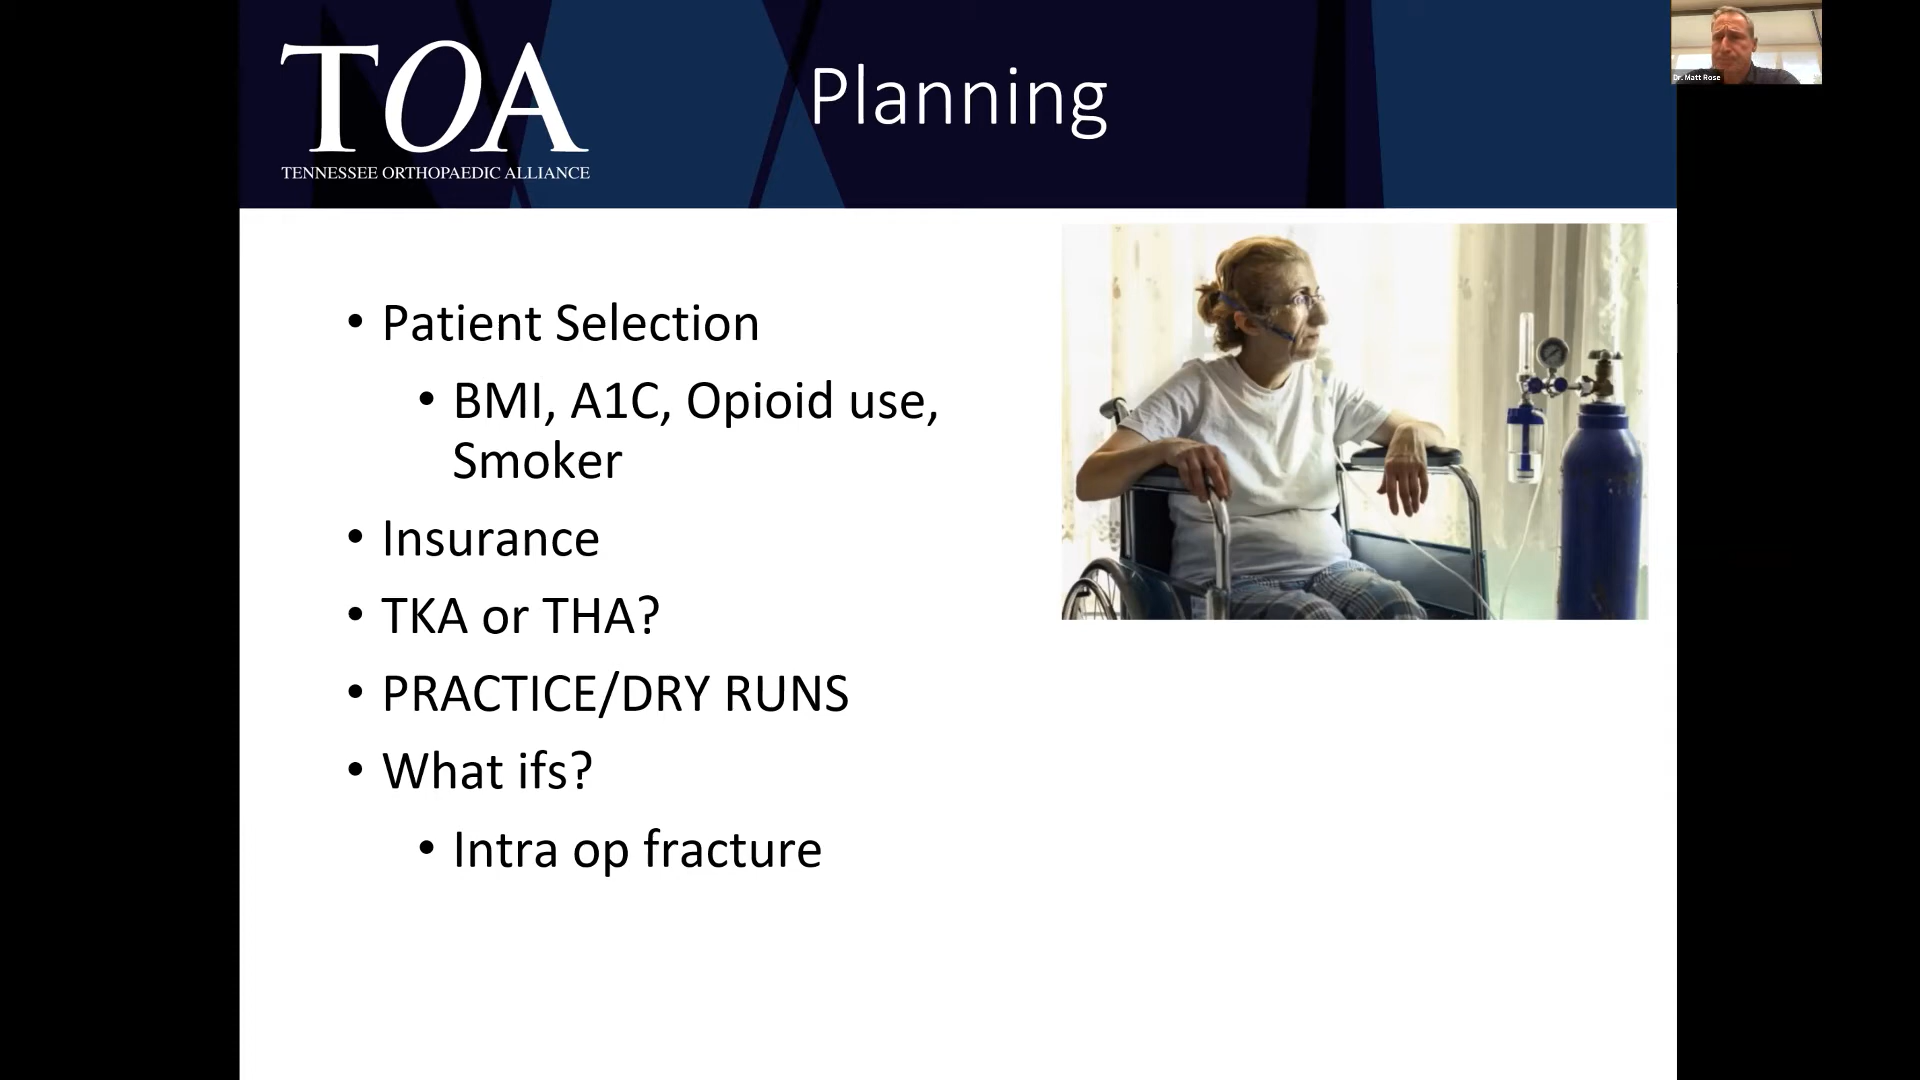 TOA
TENNESSEE ORTHOPAEDIC ALLIANCE
Planning
Dr. Matt Rose
• Patient Selection
• BMI, A1C, Opioid use,
Smoker
• Insurance
• TKA or THA?
• PRACTICE/DRY RUNS
• What ifs?
• Intra op fracture